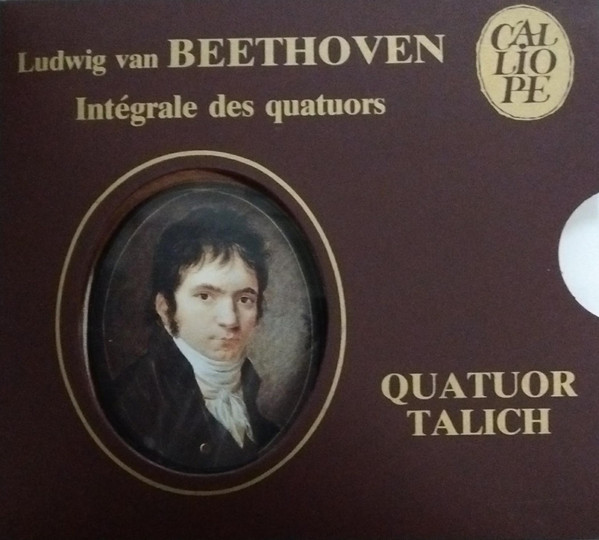 Ludwig van BEETHOVEN
Intégrale des quatuors
CAL
LIO
PE
QUATUOR
TALICH